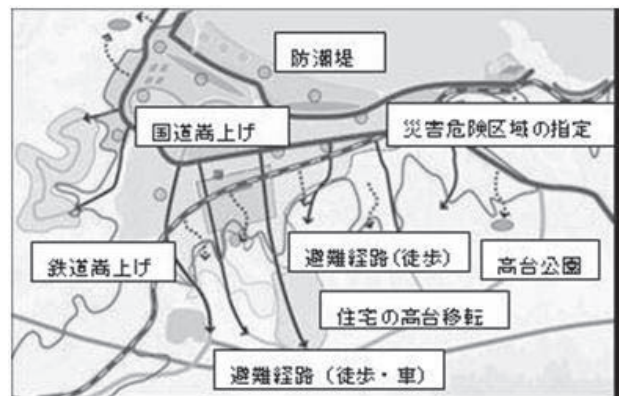 防潮堤
国道嵩上げ
災害危険区域の指定
鉄道嵩上げ
避難経路(徒歩)
高台公園
住宅の高台移転
避難経路（徒歩・車）